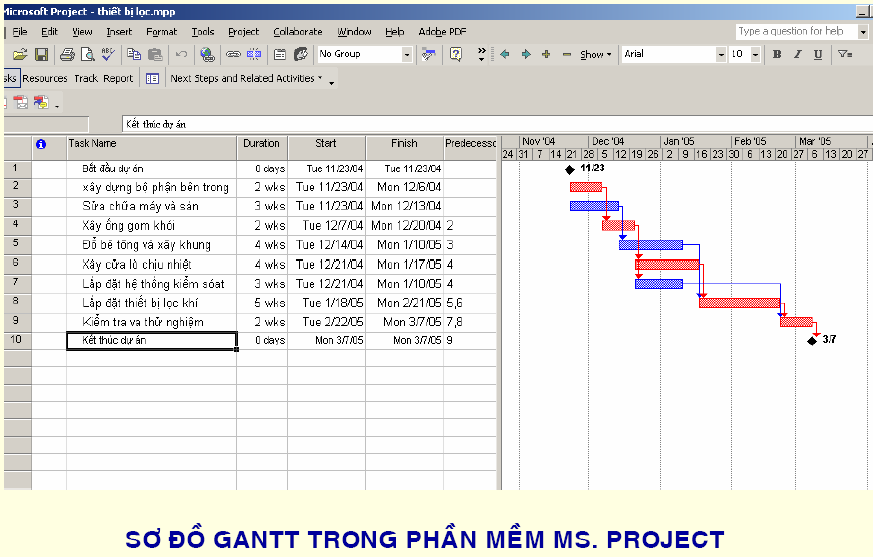 Microsoft Project - thiết bị lọc.mpp
File Edit View Insert Format Tools Project Collaborate Window Help Adobe PDF
Type a question for help
No Group
Show
Arial
10
B I U
sks Resources Track Report Next Steps and Related Activities
Kết thúc dự án
Task Name Duration Start Finish Predecesso
Nov '04 Dec '04 Jan '05 Feb '05 Mar '05
24 31 7 14 21 28 5 12 19 26 2 9 16 23 30 6 13 20 27 6 13 20 27
1 Bắt đầu dự án 0 days Tue 11/23/04 Tue 11/23/04
11/23
2 xây dựng bộ phận bên trong 2 wks Tue 11/23/04 Mon 12/6/04
3 Sữa chữa máy và sàn 3 wks Tue 11/23/04 Mon 12/13/04
4 Xây ống gom khói 2 wks Tue 12/7/04 Mon 12/20/04 2
5 Đổ bê tông và xây khung 4 wks Tue 12/14/04 Mon 1/10/05 3
6 Xây cửa lò chịu nhiệt 4 wks Tue 12/21/04 Mon 1/17/05 4
7 Lắp đặt hệ thống kiểm sóat 3 wks Tue 12/21/04 Mon 1/10/05 4
8 Lắp đặt thiết bị lọc khí 5 wks Tue 1/18/05 Mon 2/21/05 5,6
9 Kiểm tra va thử nghiệm 2 wks Tue 2/22/05 Mon 3/7/05 7,8
10 Kết thúc dự án 0 days Mon 3/7/05 Mon 3/7/05 9
3/7
SƠ ĐỒ GANTT TRONG PHẦN MỀM MS. PROJECT